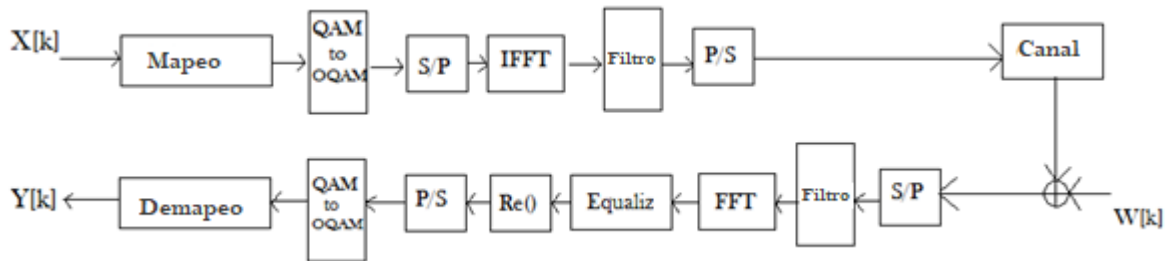 X[k]
Mapeo
QAM
to
OQAM
S/P
IFFT
Filtro
P/S
Canal
Y[k]
Demapeo
QAM
to
OQAM
P/S
Re()
Equaliz
FFT
Filtro
S/P
W[k]